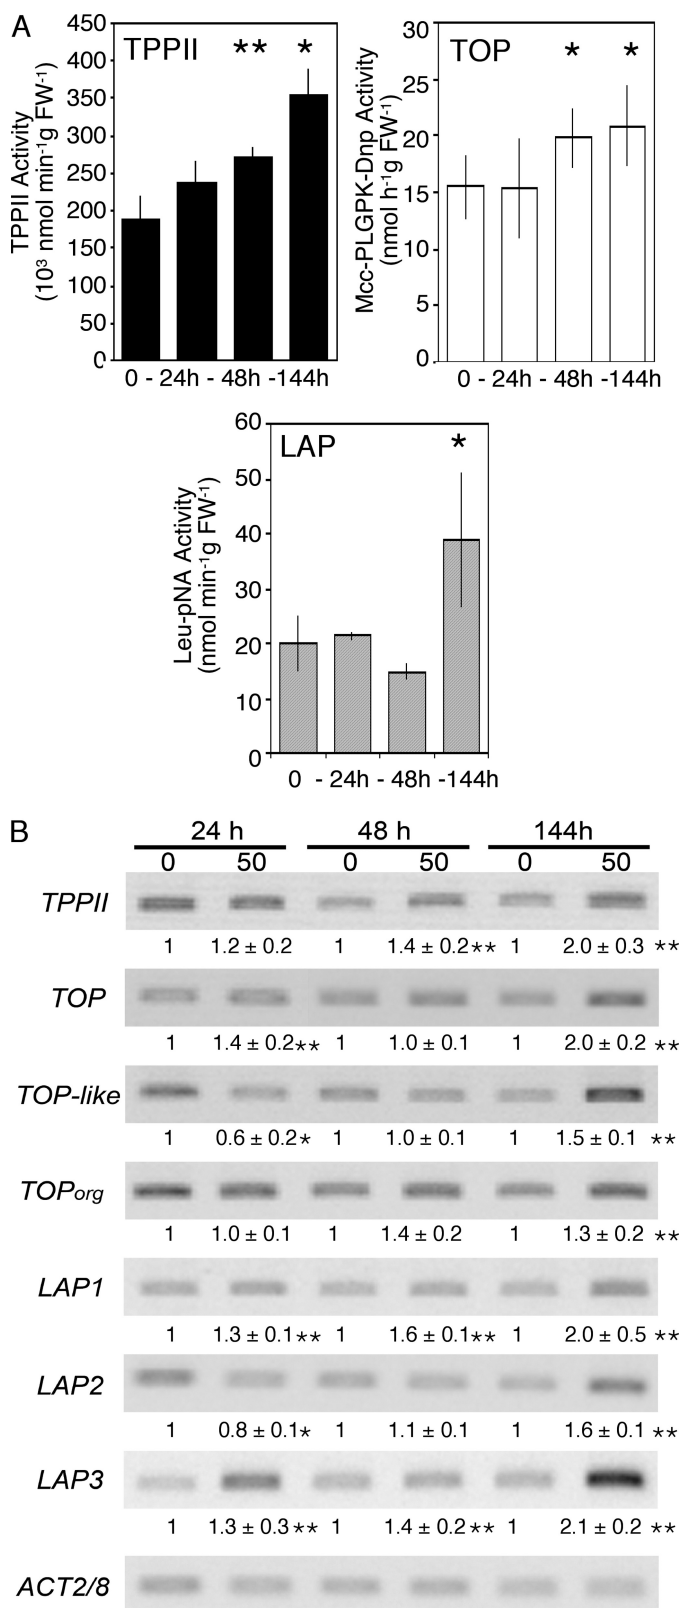 A
TPPII ** *
TPPII Activity
(10³ nmol min⁻¹g FW⁻¹)
450
400
350
300
250
200
150
100
50
0
0 - 24h - 48h -144h
TOP * *
Mcc-PLGPK-Dnp Activity
(nmol h⁻¹g FW⁻¹)
30
25
20
15
10
5
0
0 - 24h - 48h -144h
LAP *
Leu-pNA Activity
(nmol min⁻¹g FW⁻¹)
60
50
40
30
20
10
0
0 - 24h - 48h -144h
B
24 h 48 h 144h
0 50 0 50 0 50
TPPII
1 1.2 ± 0.2 1 1.4 ± 0.2** 1 2.0 ± 0.3 **
TOP
1 1.4 ± 0.2** 1 1.0 ± 0.1 1 2.0 ± 0.2 **
TOP-like
1 0.6 ± 0.2* 1 1.0 ± 0.1 1 1.5 ± 0.1 **
TOPorg
1 1.0 ± 0.1 1 1.4 ± 0.2 1 1.3 ± 0.2 **
LAP1
1 1.3 ± 0.1** 1 1.6 ± 0.1** 1 2.0 ± 0.5 **
LAP2
1 0.8 ± 0.1* 1 1.1 ± 0.1 1 1.6 ± 0.1 **
LAP3
1 1.3 ± 0.3** 1 1.4 ± 0.2** 1 2.1 ± 0.2 **
ACT2/8